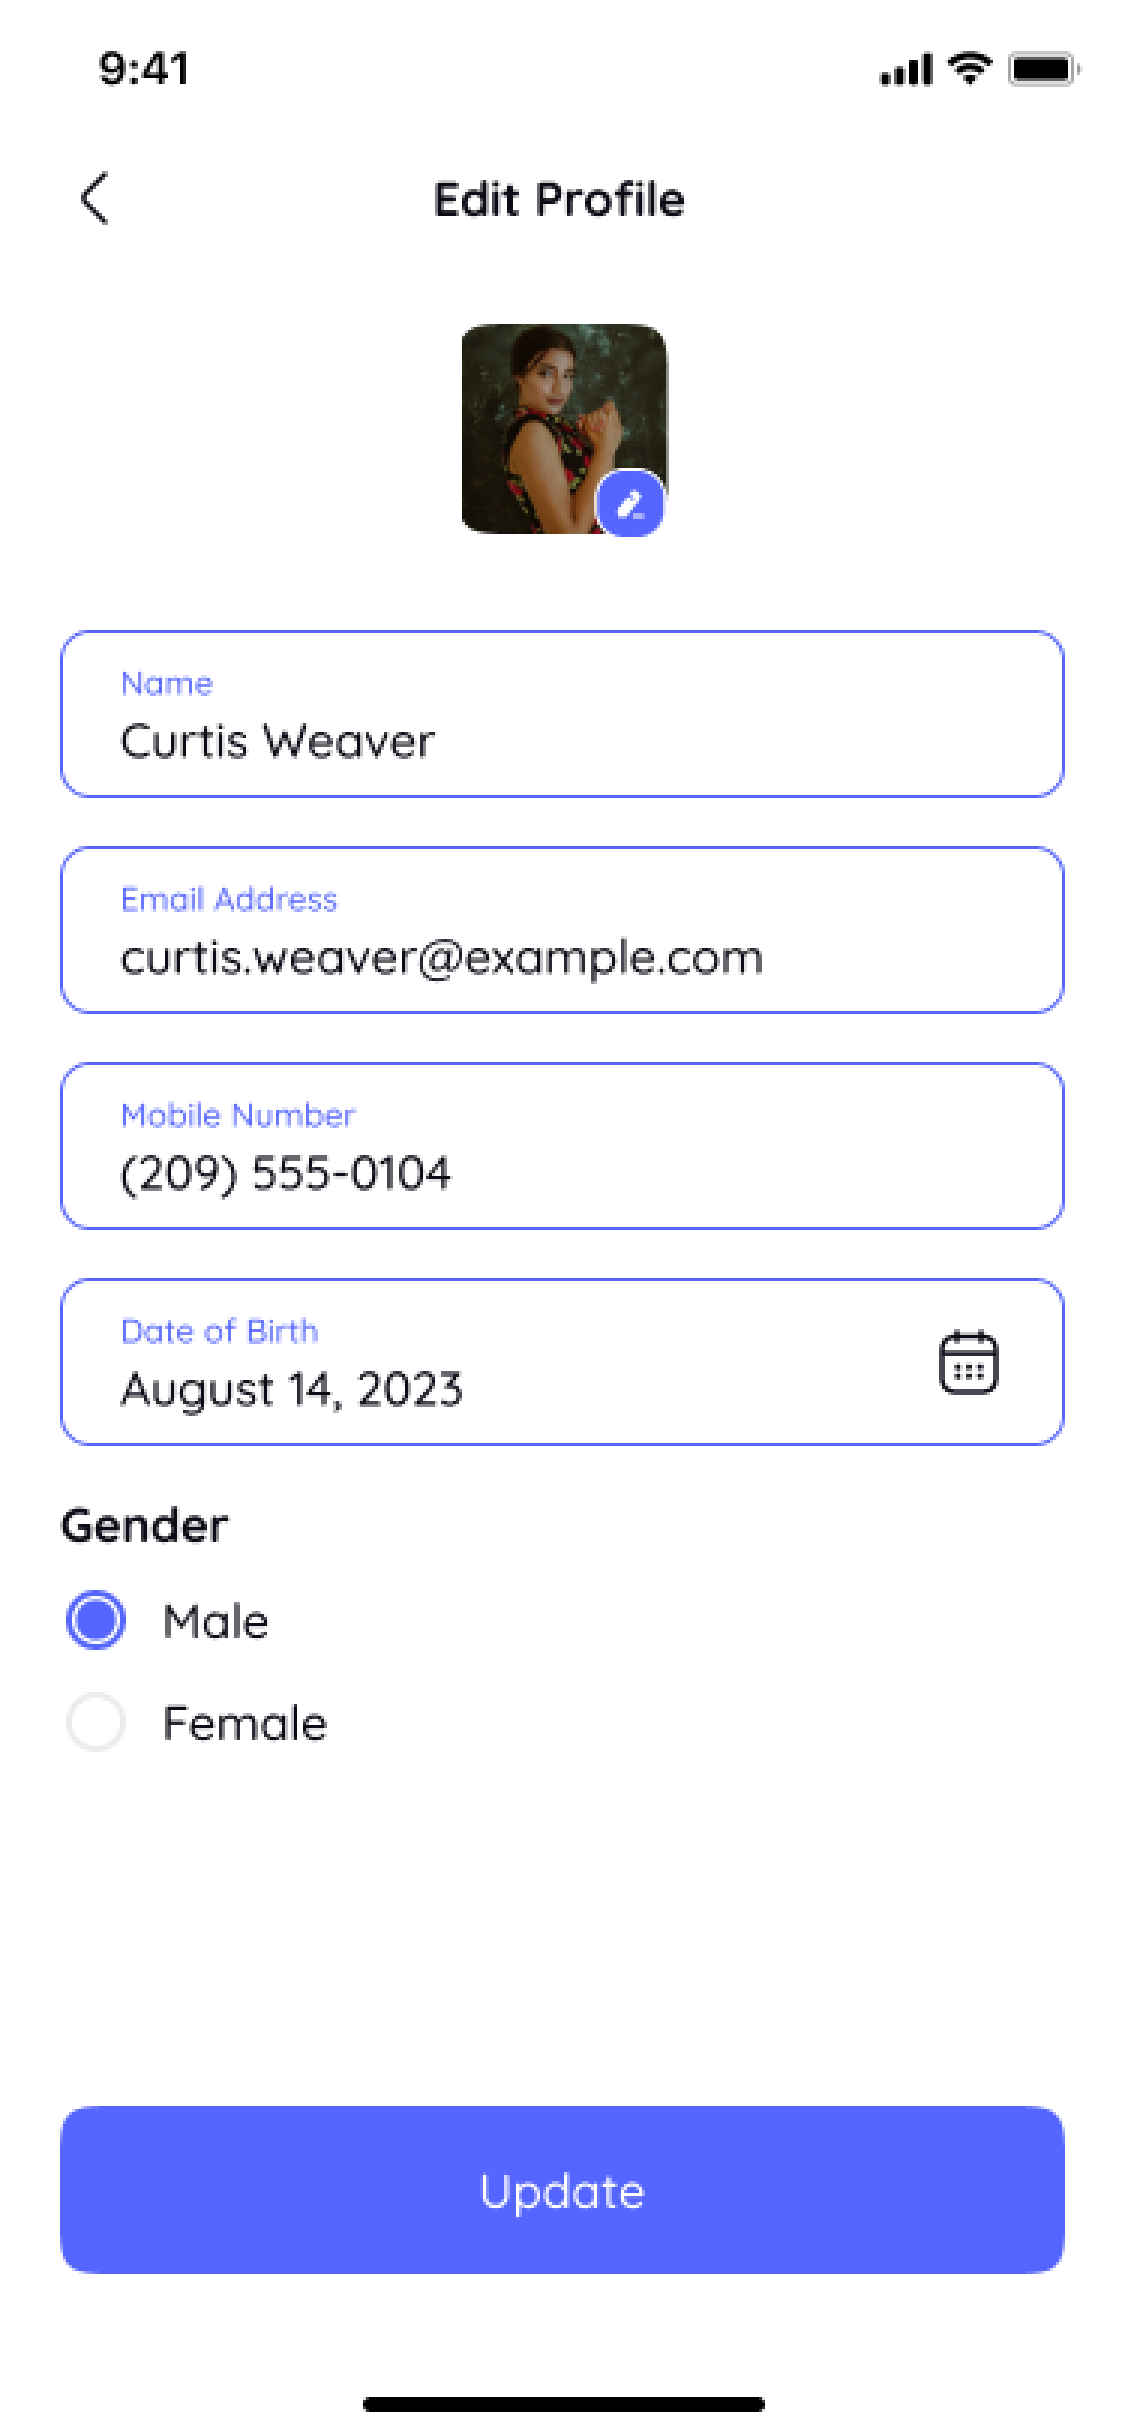 9:41
Edit Profile
Name
Curtis Weaver
Email Address
curtis.weaver@example.com
Mobile Number
(209) 555-0104
Date of Birth
August 14, 2023
Gender
Male
Female
Update